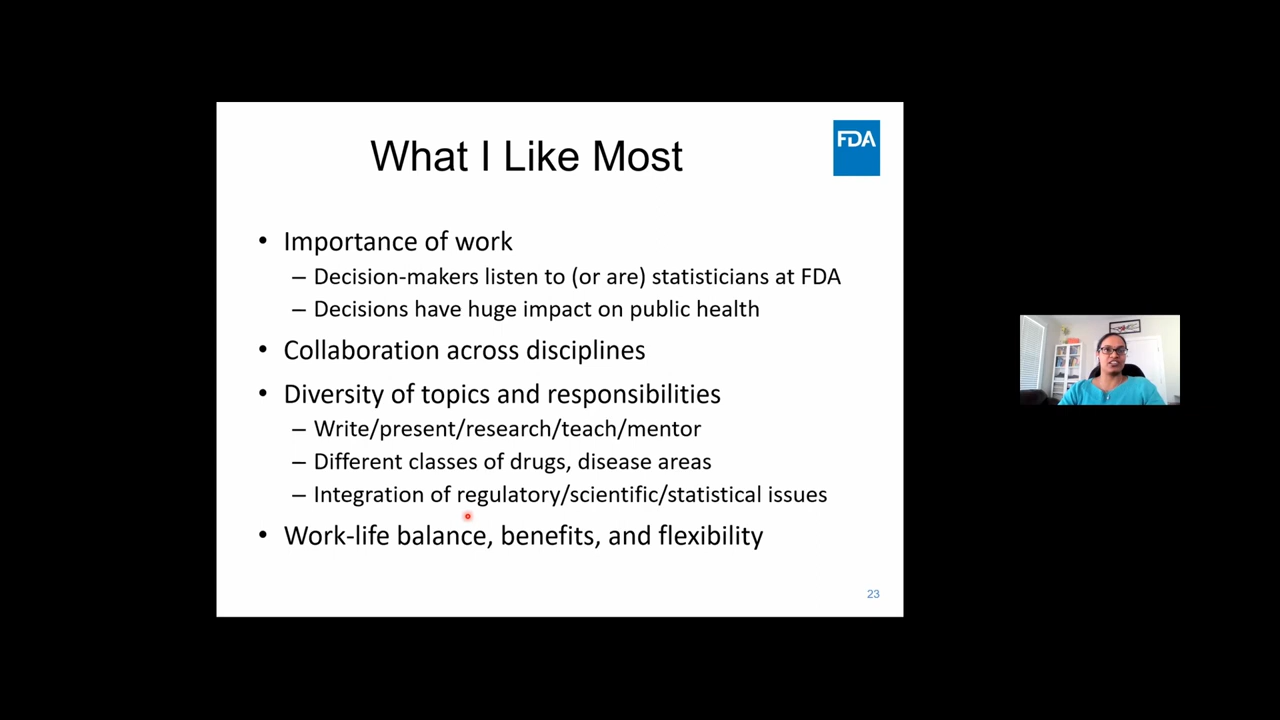 What I Like Most
FDA
• Importance of work
– Decision-makers listen to (or are) statisticians at FDA
– Decisions have huge impact on public health
• Collaboration across disciplines
• Diversity of topics and responsibilities
– Write/present/research/teach/mentor
– Different classes of drugs, disease areas
– Integration of regulatory/scientific/statistical issues
• Work-life balance, benefits, and flexibility
23